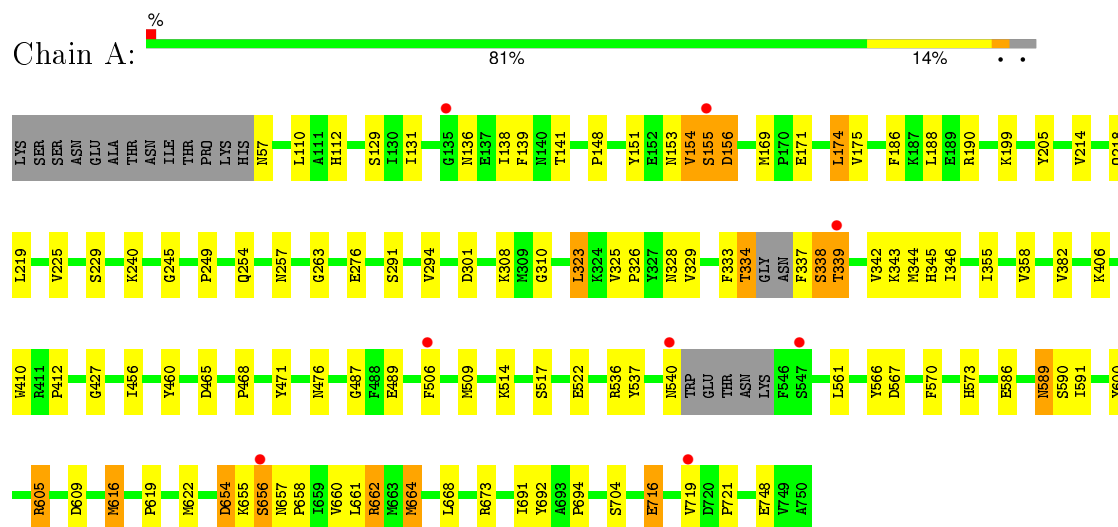 %
Chain A:
81% 14% • •
LYS SER SER ASN GLU ALA THR ASN ILE THR PRO LYS HIS N57 L110 A111 H112 S129 I130 I131 G135 N136 E137 I138 F139 N140 T141 P148 Y151 E152 N153 V154 S155 D156 M169 P170 E171 L174 V175 F186 K187 L188 E189 R190 K199 Y205 V214
L219 V225 S229 K240 G245 P249 Q254 N257 G263 E276 S291 V294 D301 K308 M309 G310 L323 K324 V325 P326 Y327 N328 V329 F333 T334 GLY ASN F337 S338 T339 V342 K343 M344 H345 I346 I355 V358 V382 K406
W410 R411 P412 G427 I456 Y460 D465 P468 Y471 N476 G487 F488 E489 F506 M509 K514 S517 E522 R536 Y537 N540 TRP GLU THR ASN LYS F546 S547 L561 Y566 D567 F570 H573 E586 N589 S590 I591
R605 D609 M616 P619 M622 D654 K655 S656 N657 P658 I659 V660 L661 R662 M663 M664 L668 R673 I691 Y692 A693 P694 S704 E716 V719 D720 P721 E748 V749 A750